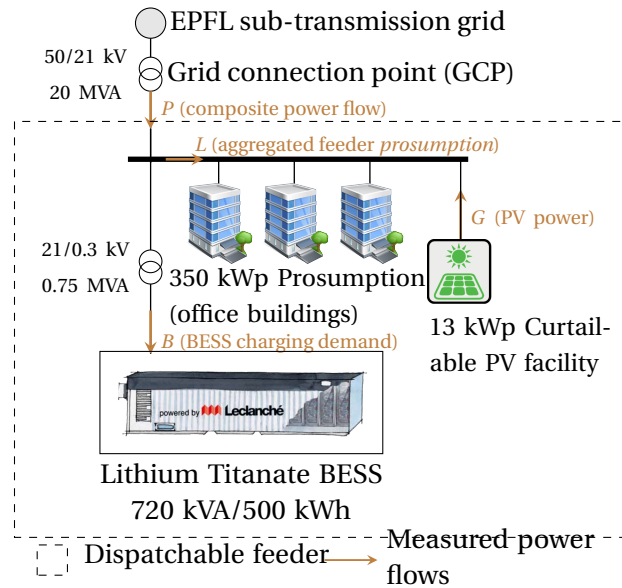 EPFL sub-transmission grid
50/21 kV
20 MVA
Grid connection point (GCP)
P (composite power flow)
L (aggregated feeder prosumption)
G (PV power)
21/0.3 kV
0.75 MVA
350 kWp Prosumption
(office buildings)
13 kWp Curtail-
able PV facility
B (BESS charging demand)
powered by Leclanché
Lithium Titanate BESS
720 kVA/500 kWh
Dispatchable feeder
Measured power
flows